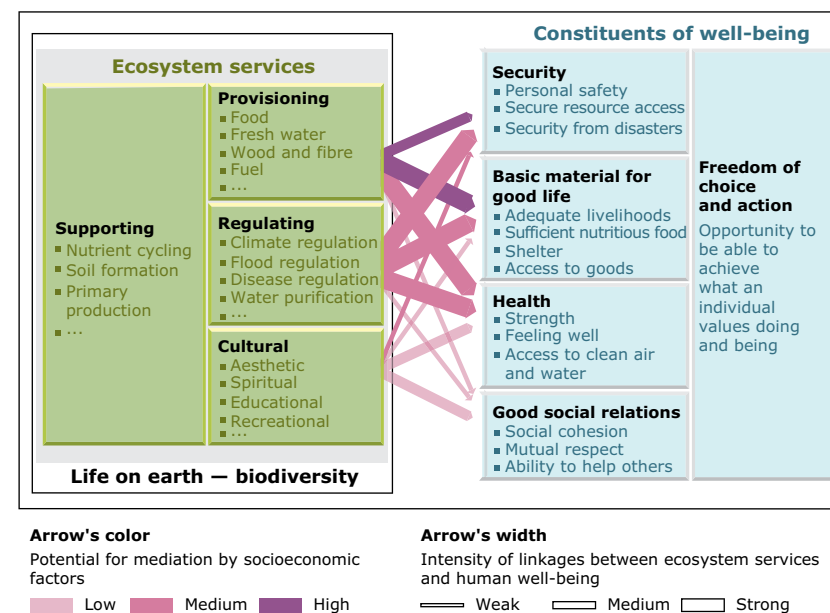 Constituents of well-being
Ecosystem services
Supporting
▪ Nutrient cycling
▪ Soil formation
▪ Primary
production
▪ ...
Provisioning
▪ Food
▪ Fresh water
▪ Wood and fibre
▪ Fuel
▪ ...
Regulating
▪ Climate regulation
▪ Flood regulation
▪ Disease regulation
▪ Water purification
▪ ...
Cultural
▪ Aesthetic
▪ Spiritual
▪ Educational
▪ Recreational
▪ ...
Life on earth — biodiversity
Security
▪ Personal safety
▪ Secure resource access
▪ Security from disasters
Basic material for
good life
▪ Adequate livelihoods
▪ Sufficient nutritious food
▪ Shelter
▪ Access to goods
Health
▪ Strength
▪ Feeling well
▪ Access to clean air
and water
Good social relations
▪ Social cohesion
▪ Mutual respect
▪ Ability to help others
Freedom of
choice
and action
Opportunity to
be able to
achieve
what an
individual
values doing
and being
Arrow's color
Potential for mediation by socioeconomic
factors
Low Medium High
Arrow's width
Intensity of linkages between ecosystem services
and human well-being
Weak Medium Strong